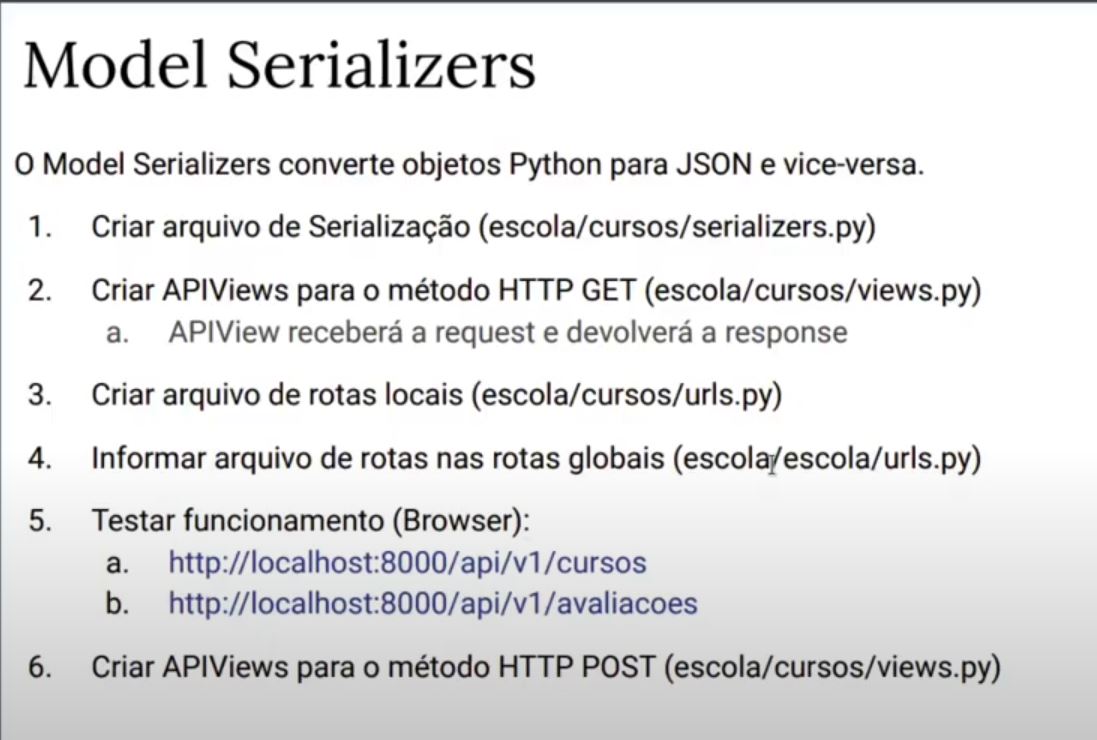 Model Serializers
O Model Serializers converte objetos Python para JSON e vice-versa.
1. Criar arquivo de Serialização (escola/cursos/serializers.py)
2. Criar APIViews para o método HTTP GET (escola/cursos/views.py)
a. APIView receberá a request e devolverá a response
3. Criar arquivo de rotas locais (escola/cursos/urls.py)
4. Informar arquivo de rotas nas rotas globais (escola/escola/urls.py)
5. Testar funcionamento (Browser):
a. http://localhost:8000/api/v1/cursos
b. http://localhost:8000/api/v1/avaliacoes
6. Criar APIViews para o método HTTP POST (escola/cursos/views.py)